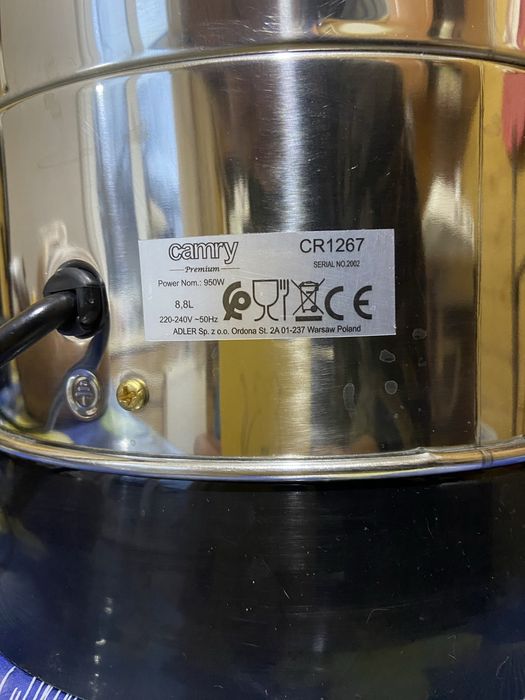 camry
Premium
CR1267
SERIAL NO.2002
Power Nom.: 950W
8,8L
220-240V ~50Hz
CE
ADLER Sp. z o.o. Ordona St. 2A 01-237 Warsaw Poland